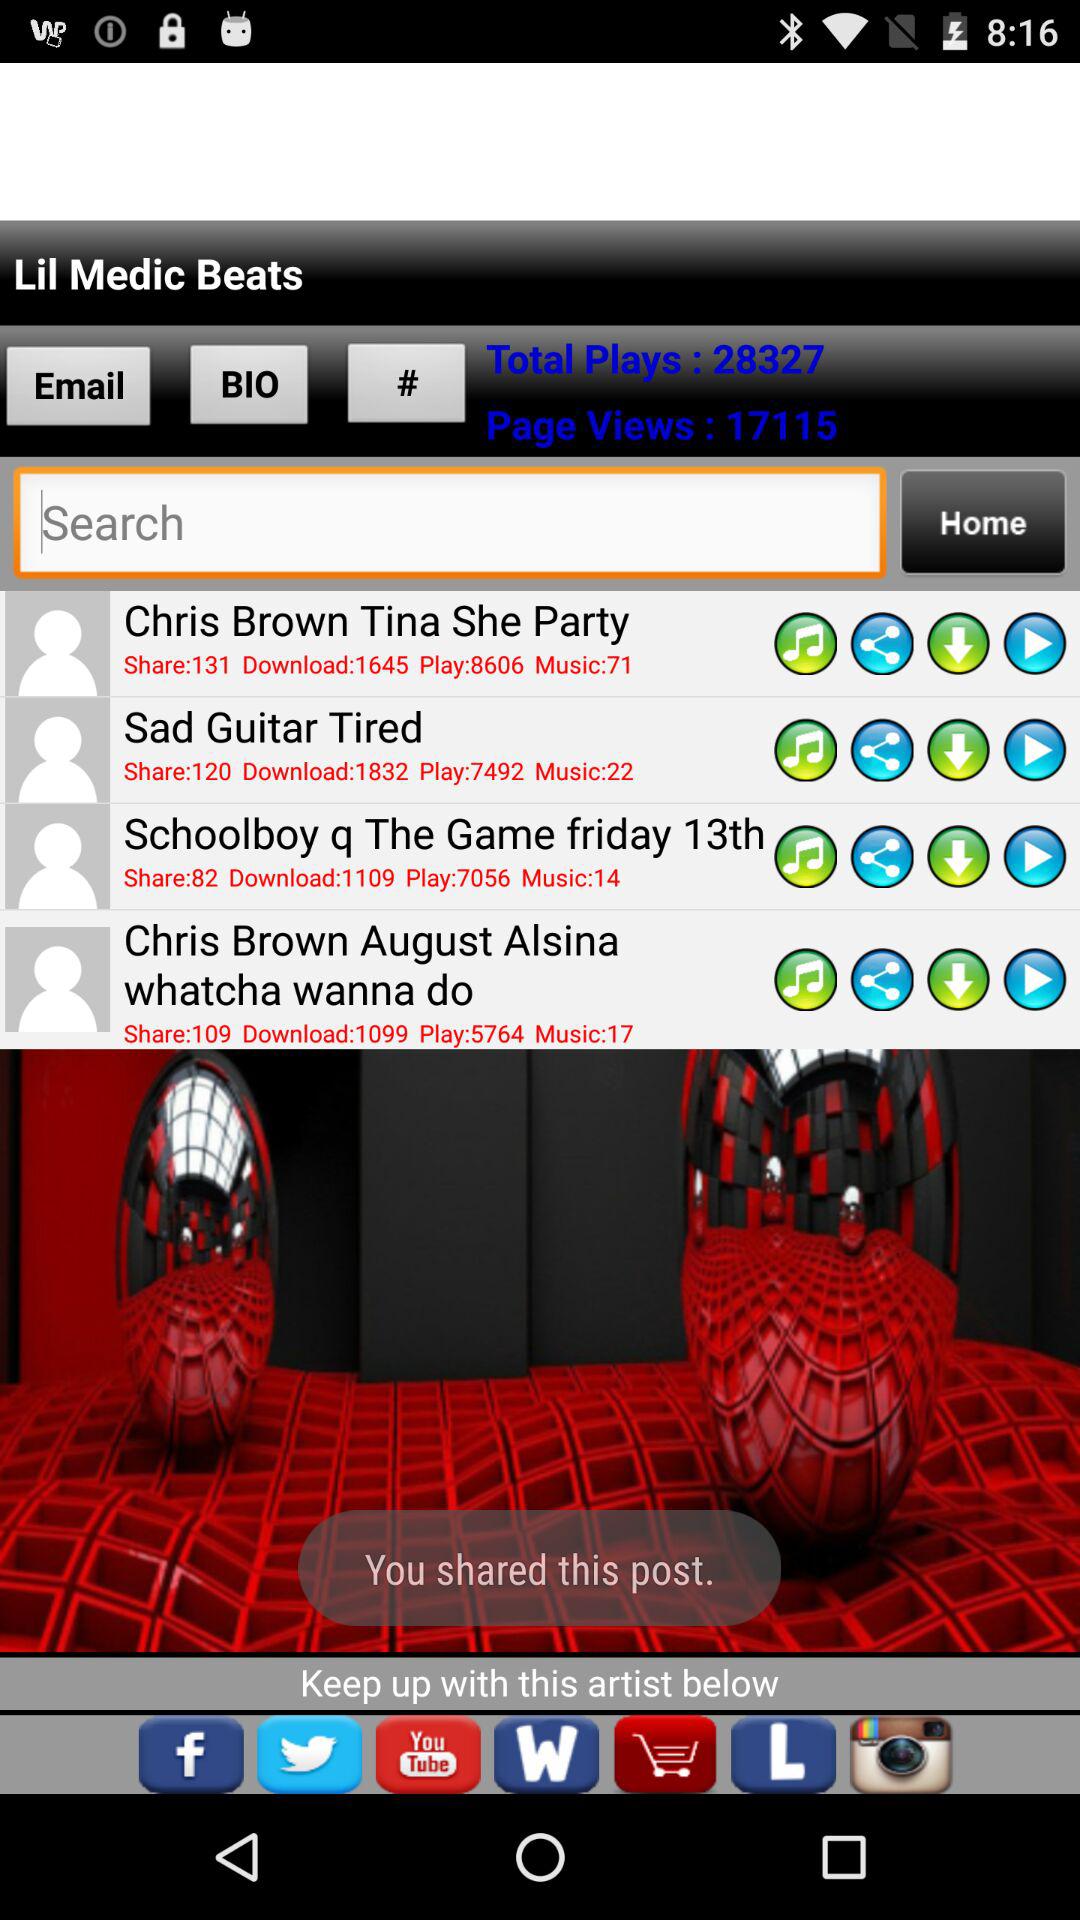 8:16
Lil Medic Beats
Email BIO # Total Plays : 28327
Page Views : 17115
Search Home
Chris Brown Tina She Party
Share:131 Download:1645 Play:8606 Music:71
Sad Guitar Tired
Share:120 Download:1832 Play:7492 Music:22
Schoolboy q The Game friday 13th
Share:82 Download:1109 Play:7056 Music:14
Chris Brown August Alsina
whatcha wanna do
Share:109 Download:1099 Play:5764 Music:17
You shared this post.
Keep up with this artist below
f You Tube W L